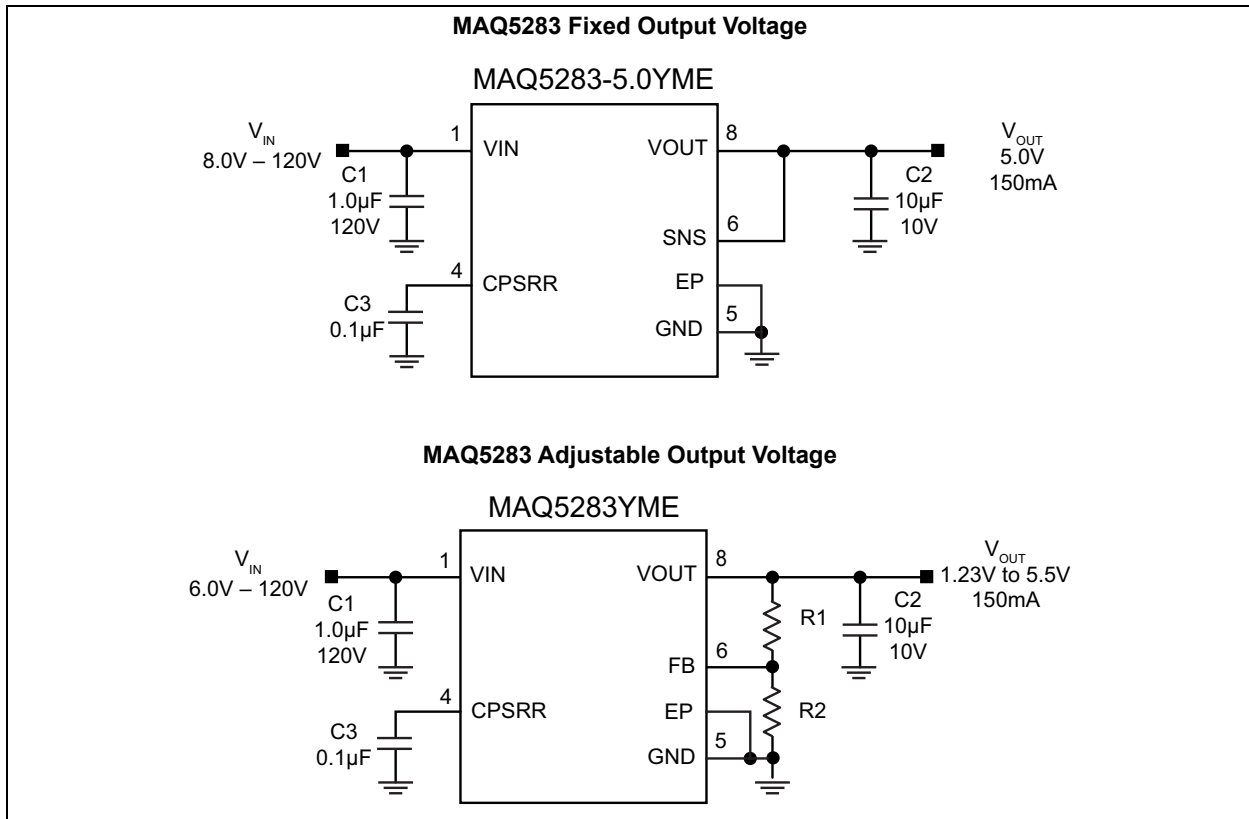 MAQ5283 Fixed Output Voltage
MAQ5283-5.0YME
V_IN
8.0V – 120V
1
VIN
VOUT
8
V_OUT
5.0V
150mA
C1
1.0µF
120V
C2
10µF
10V
6
SNS
4
CPSRR
EP
C3
0.1µF
5
GND
MAQ5283 Adjustable Output Voltage
MAQ5283YME
V_IN
6.0V – 120V
1
VIN
VOUT
8
V_OUT
1.23V to 5.5V
150mA
C1
1.0µF
120V
R1
C2
10µF
10V
6
FB
4
CPSRR
EP
R2
C3
0.1µF
5
GND